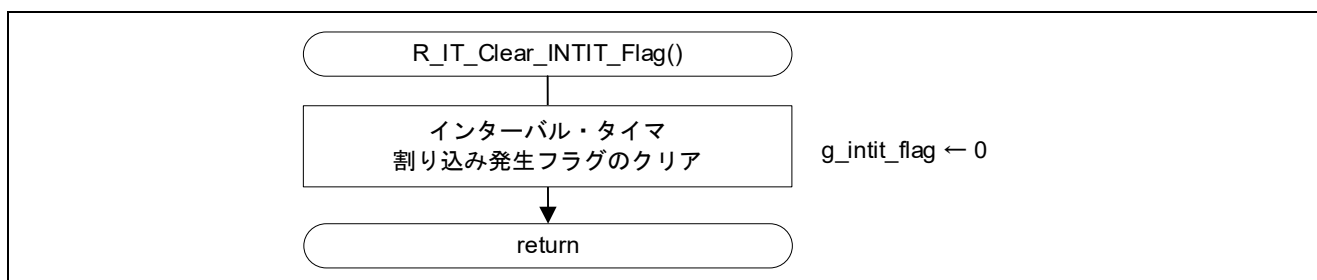 R_IT_Clear_INTIT_Flag()
インターバル・タイマ
割り込み発生フラグのクリア
g_intit_flag ← 0
return